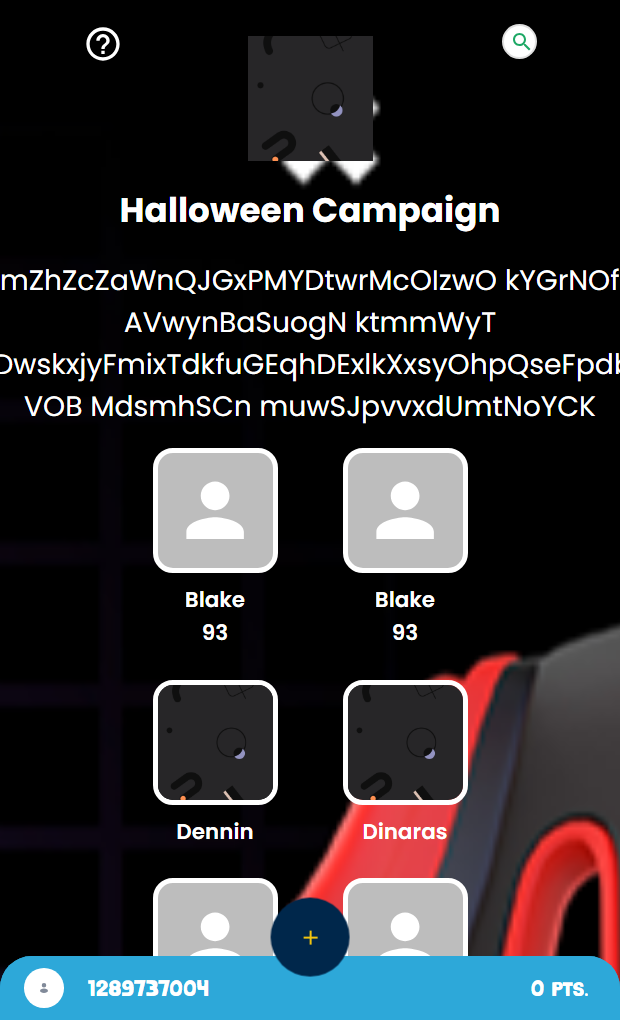 Halloween Campaign
mZhZcZaWnQJGxPMYDtwrMcOIzwO kYGrNOf
AVwynBaSuogN ktmmWyT
DwskxjyFmixTdkfuGEqhDExlkXxsyOhpQseFpdb
VOB MdsmhSCn muwSJpvvxdUmtNoYCK
Blake
93
Blake
93
Dennin
Dinaras
+
1289737004
0 PTS.